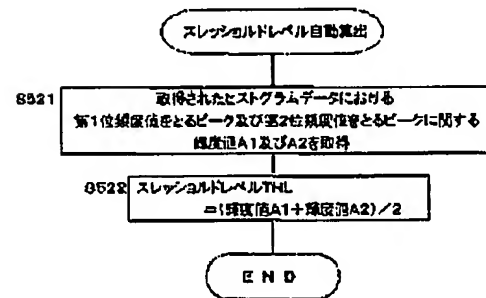 スレッショルドレベル自動算出
S521
取得されたヒストグラムデータにおける
第1位頻度値をとるピーク及び第2位頻度値をとるピークに関する
輝度値A1及びA2を取得
S522
スレッショルドレベルTHL
=(輝度値A1+輝度値A2)/2
END